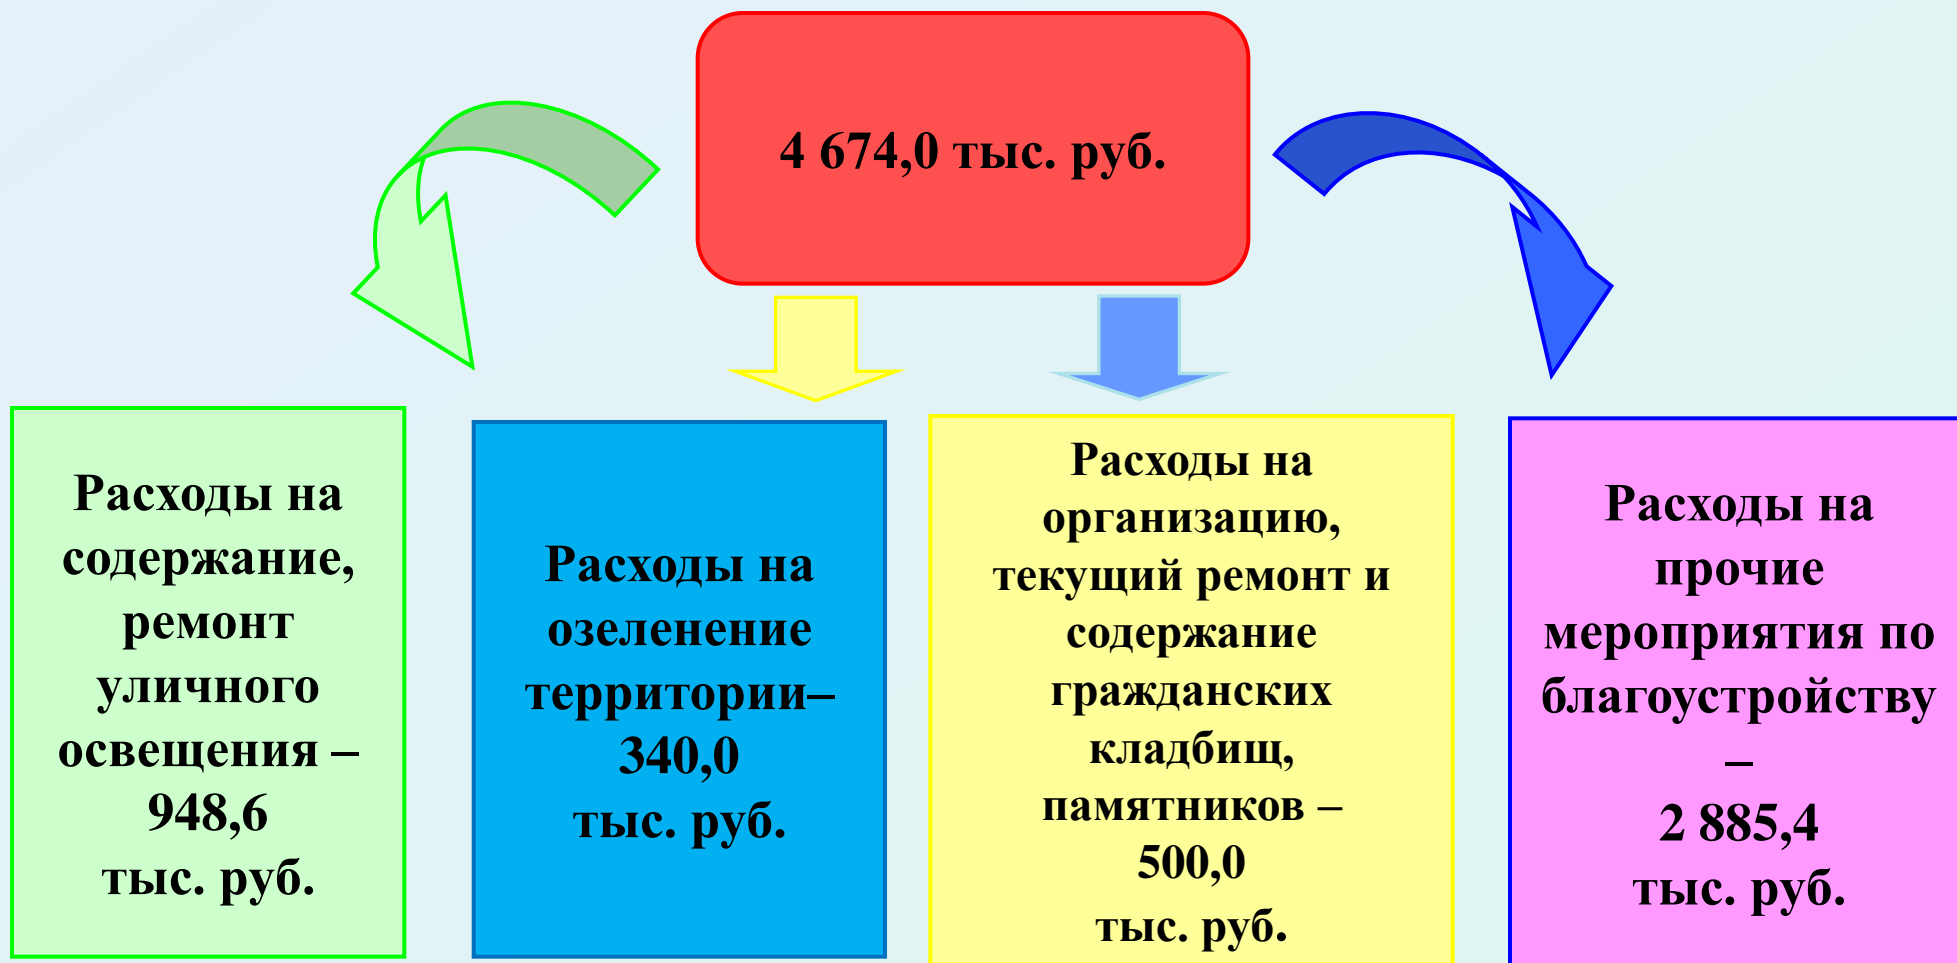 4 674,0 тыс. руб.
Расходы на
содержание,
ремонт
уличного
освещения –
948,6
тыс. руб.
Расходы на
озеленение
территории–
340,0
тыс. руб.
Расходы на
организацию,
текущий ремонт и
содержание
гражданских
кладбищ,
памятников –
500,0
тыс. руб.
Расходы на
прочие
мероприятия по
благоустройству
–
2 885,4
тыс. руб.